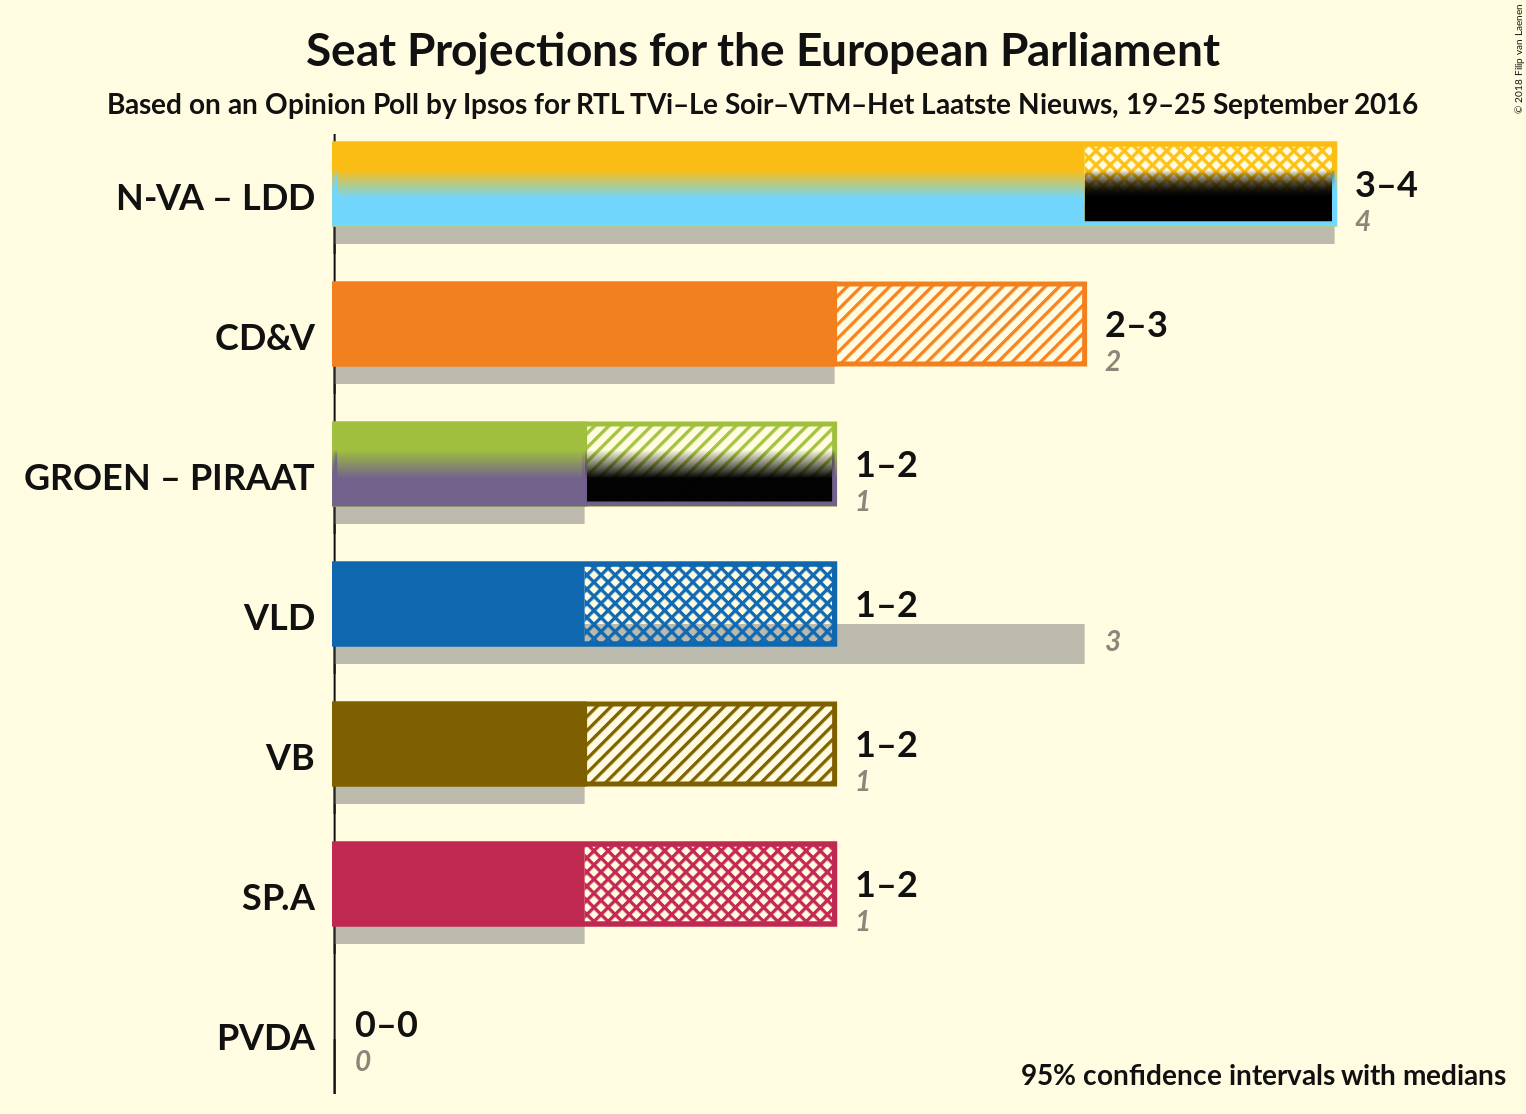 Seat Projections for the European Parliament
Based on an Opinion Poll by Ipsos for RTL TVi–Le Soir–VTM–Het Laatste Nieuws, 19–25 September 2016
© 2018 Filip van Laenen
N-VA – LDD
3–4
4
CD&V
2–3
2
GROEN – PIRAAT
1–2
1
VLD
1–2
3
VB
1–2
1
SP.A
1–2
1
PVDA
0–0
0
95% confidence intervals with medians